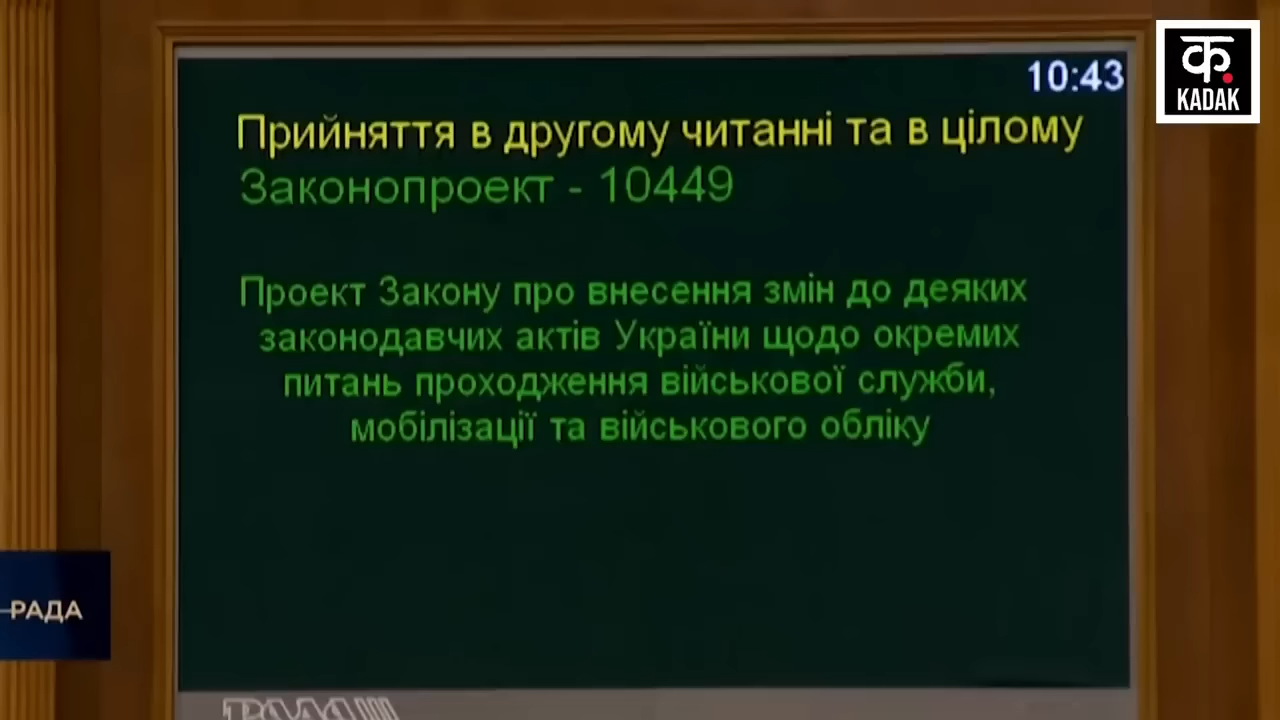 10:43
क
KADAK
Прийняття в другому читанні та в цілому
Законопроект - 10449
Проект Закону про внесення змін до деяких
законодавчих актів України щодо окремих
питань проходження військової служби,
мобілізації та військового обліку
РАДА